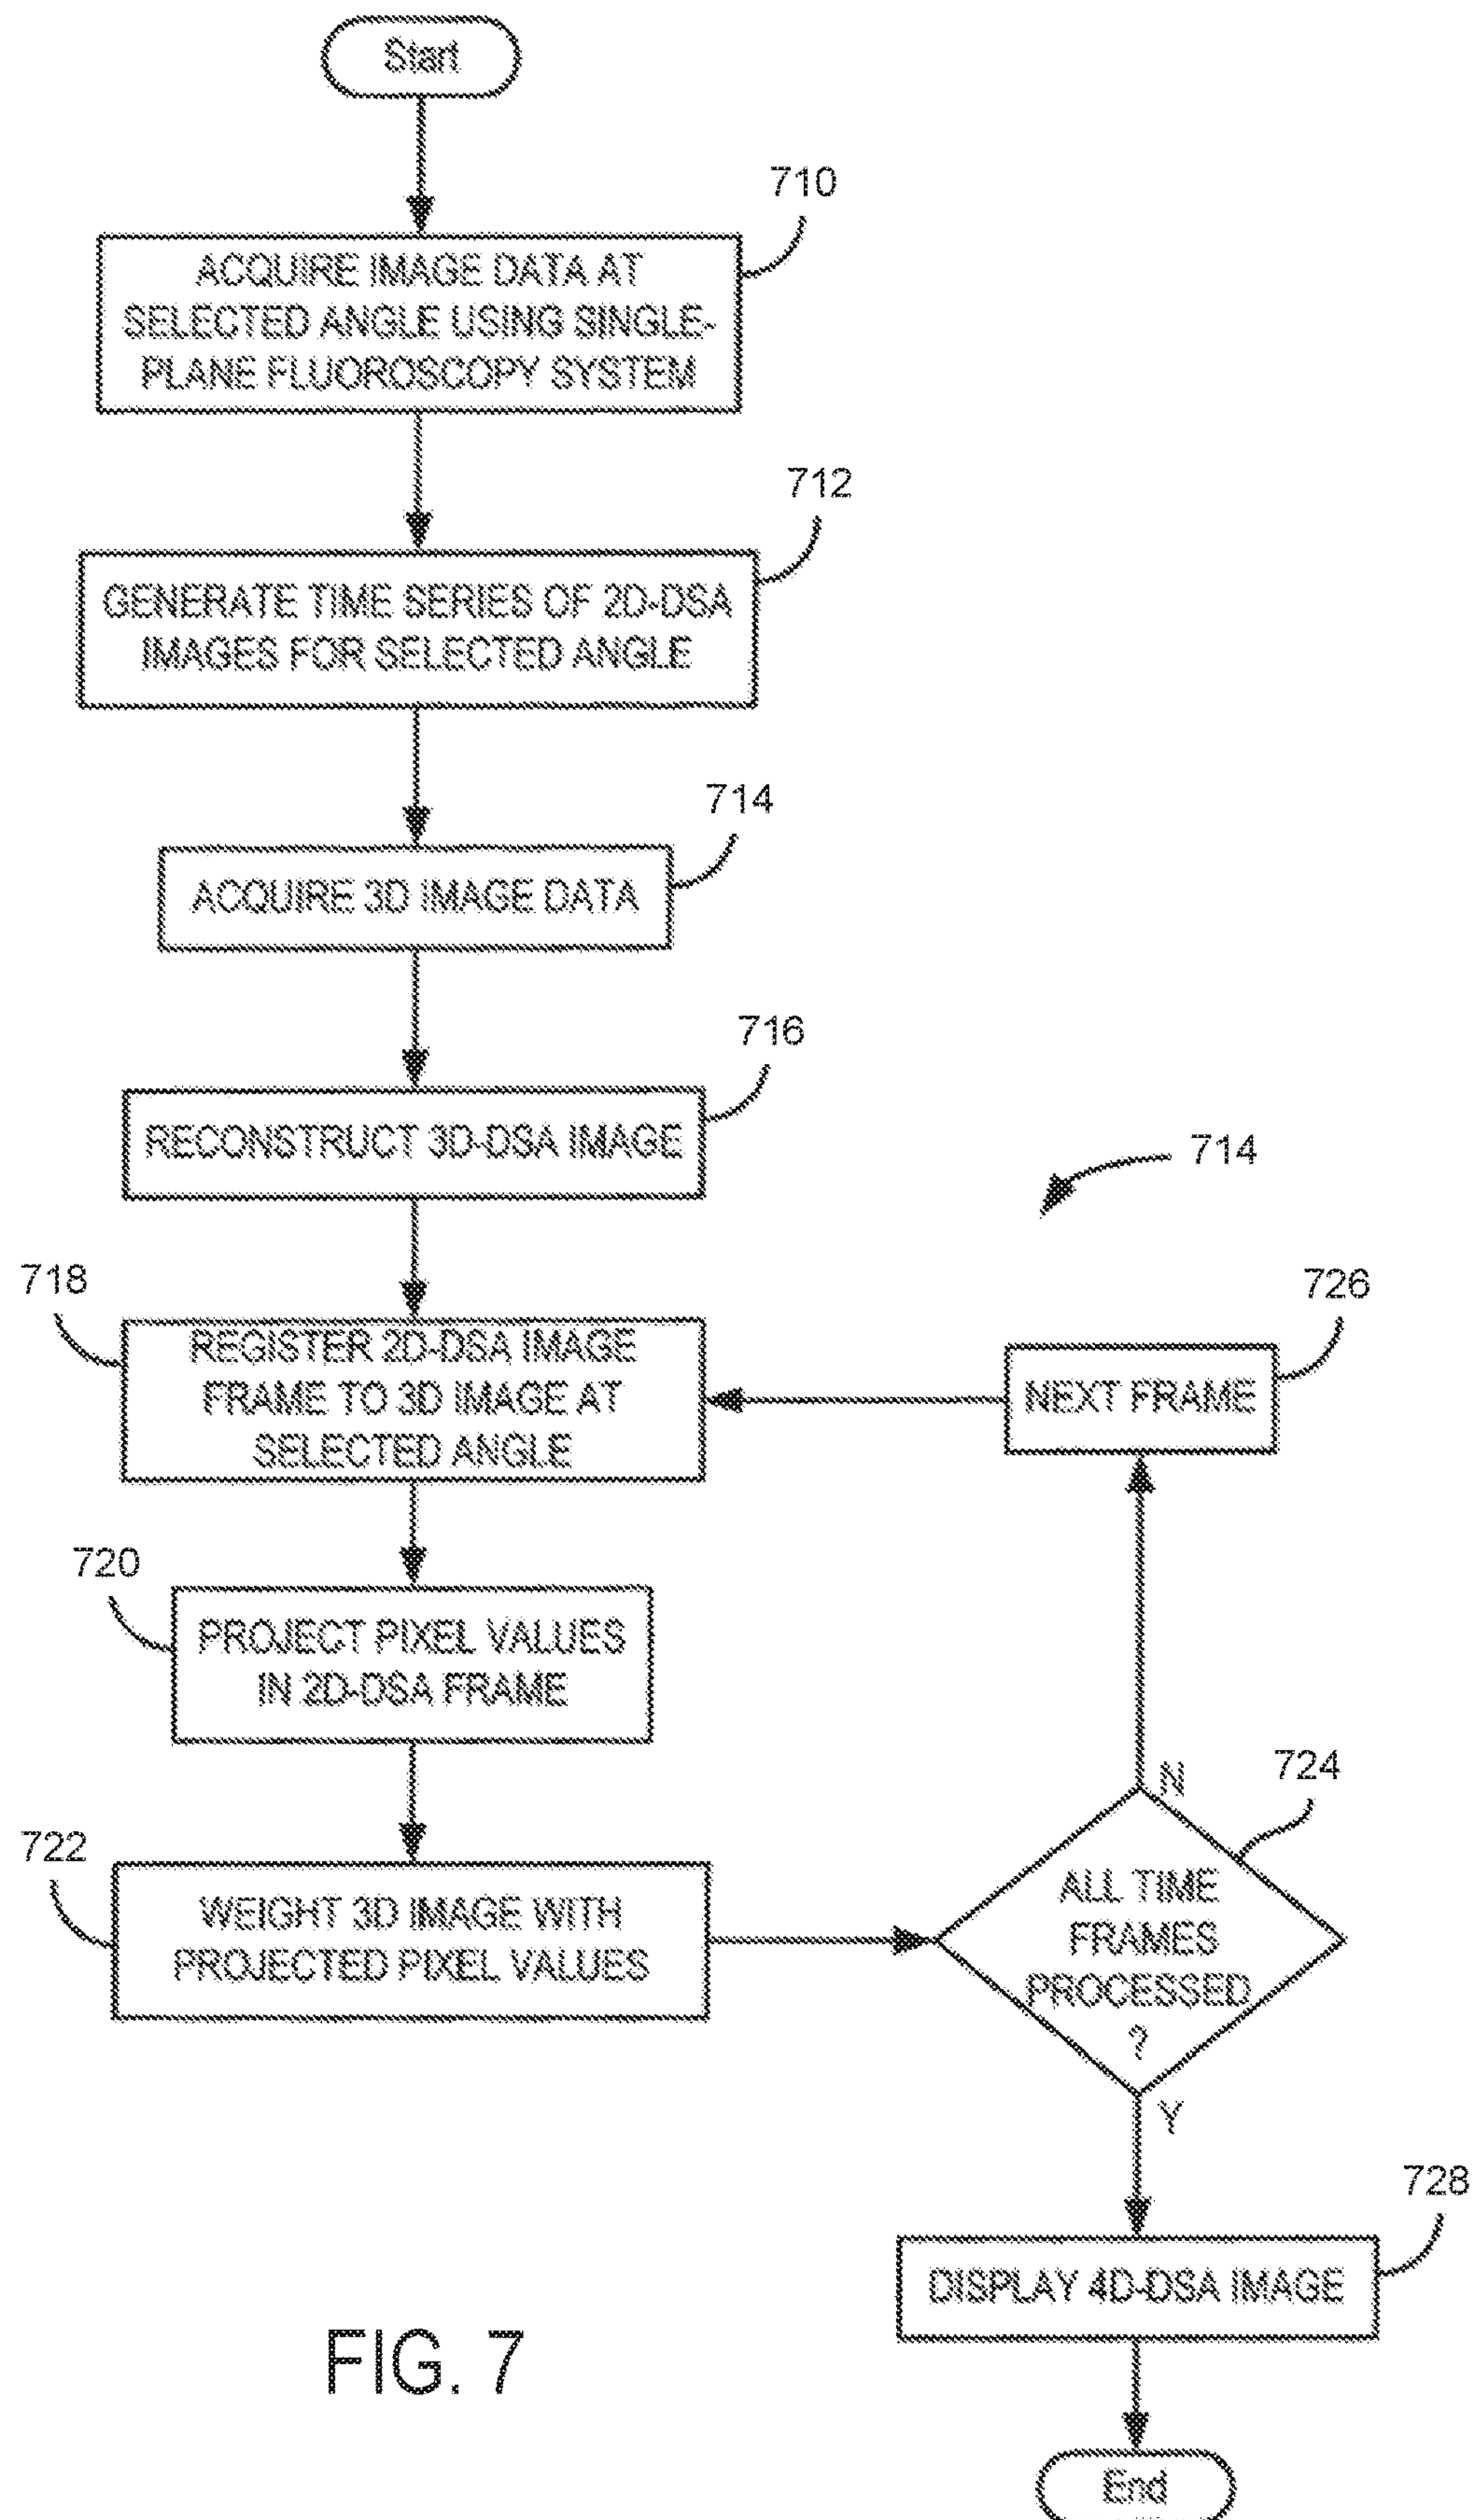 Start
710
ACQUIRE IMAGE DATA AT
SELECTED ANGLE USING SINGLE-
PLANE FLUOROSCOPY SYSTEM
712
GENERATE TIME SERIES OF 2D-DSA
IMAGES FOR SELECTED ANGLE
714
ACQUIRE 3D IMAGE DATA
716
RECONSTRUCT 3D-DSA IMAGE
714
718
REGISTER 2D-DSA IMAGE
FRAME TO 3D IMAGE AT
SELECTED ANGLE
726
NEXT FRAME
720
PROJECT PIXEL VALUES
IN 2D-DSA FRAME
722
WEIGHT 3D IMAGE WITH
PROJECTED PIXEL VALUES
N
724
ALL TIME
FRAMES
PROCESSED
?
Y
728
DISPLAY 4D-DSA IMAGE
End
FIG. 7